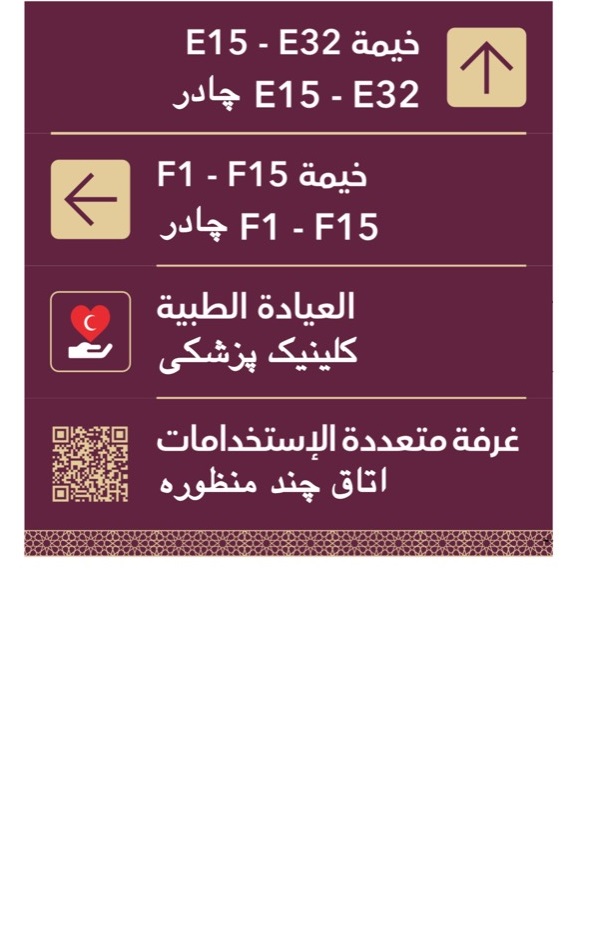 خيمة E15 - E32
E15 - E32 چادر
خيمة F1 - F15
F1 - F15 چادر
العيادة الطبية
کلینیک پزشکی
غرفة متعددة الإستخدامات
اتاق چند منظوره